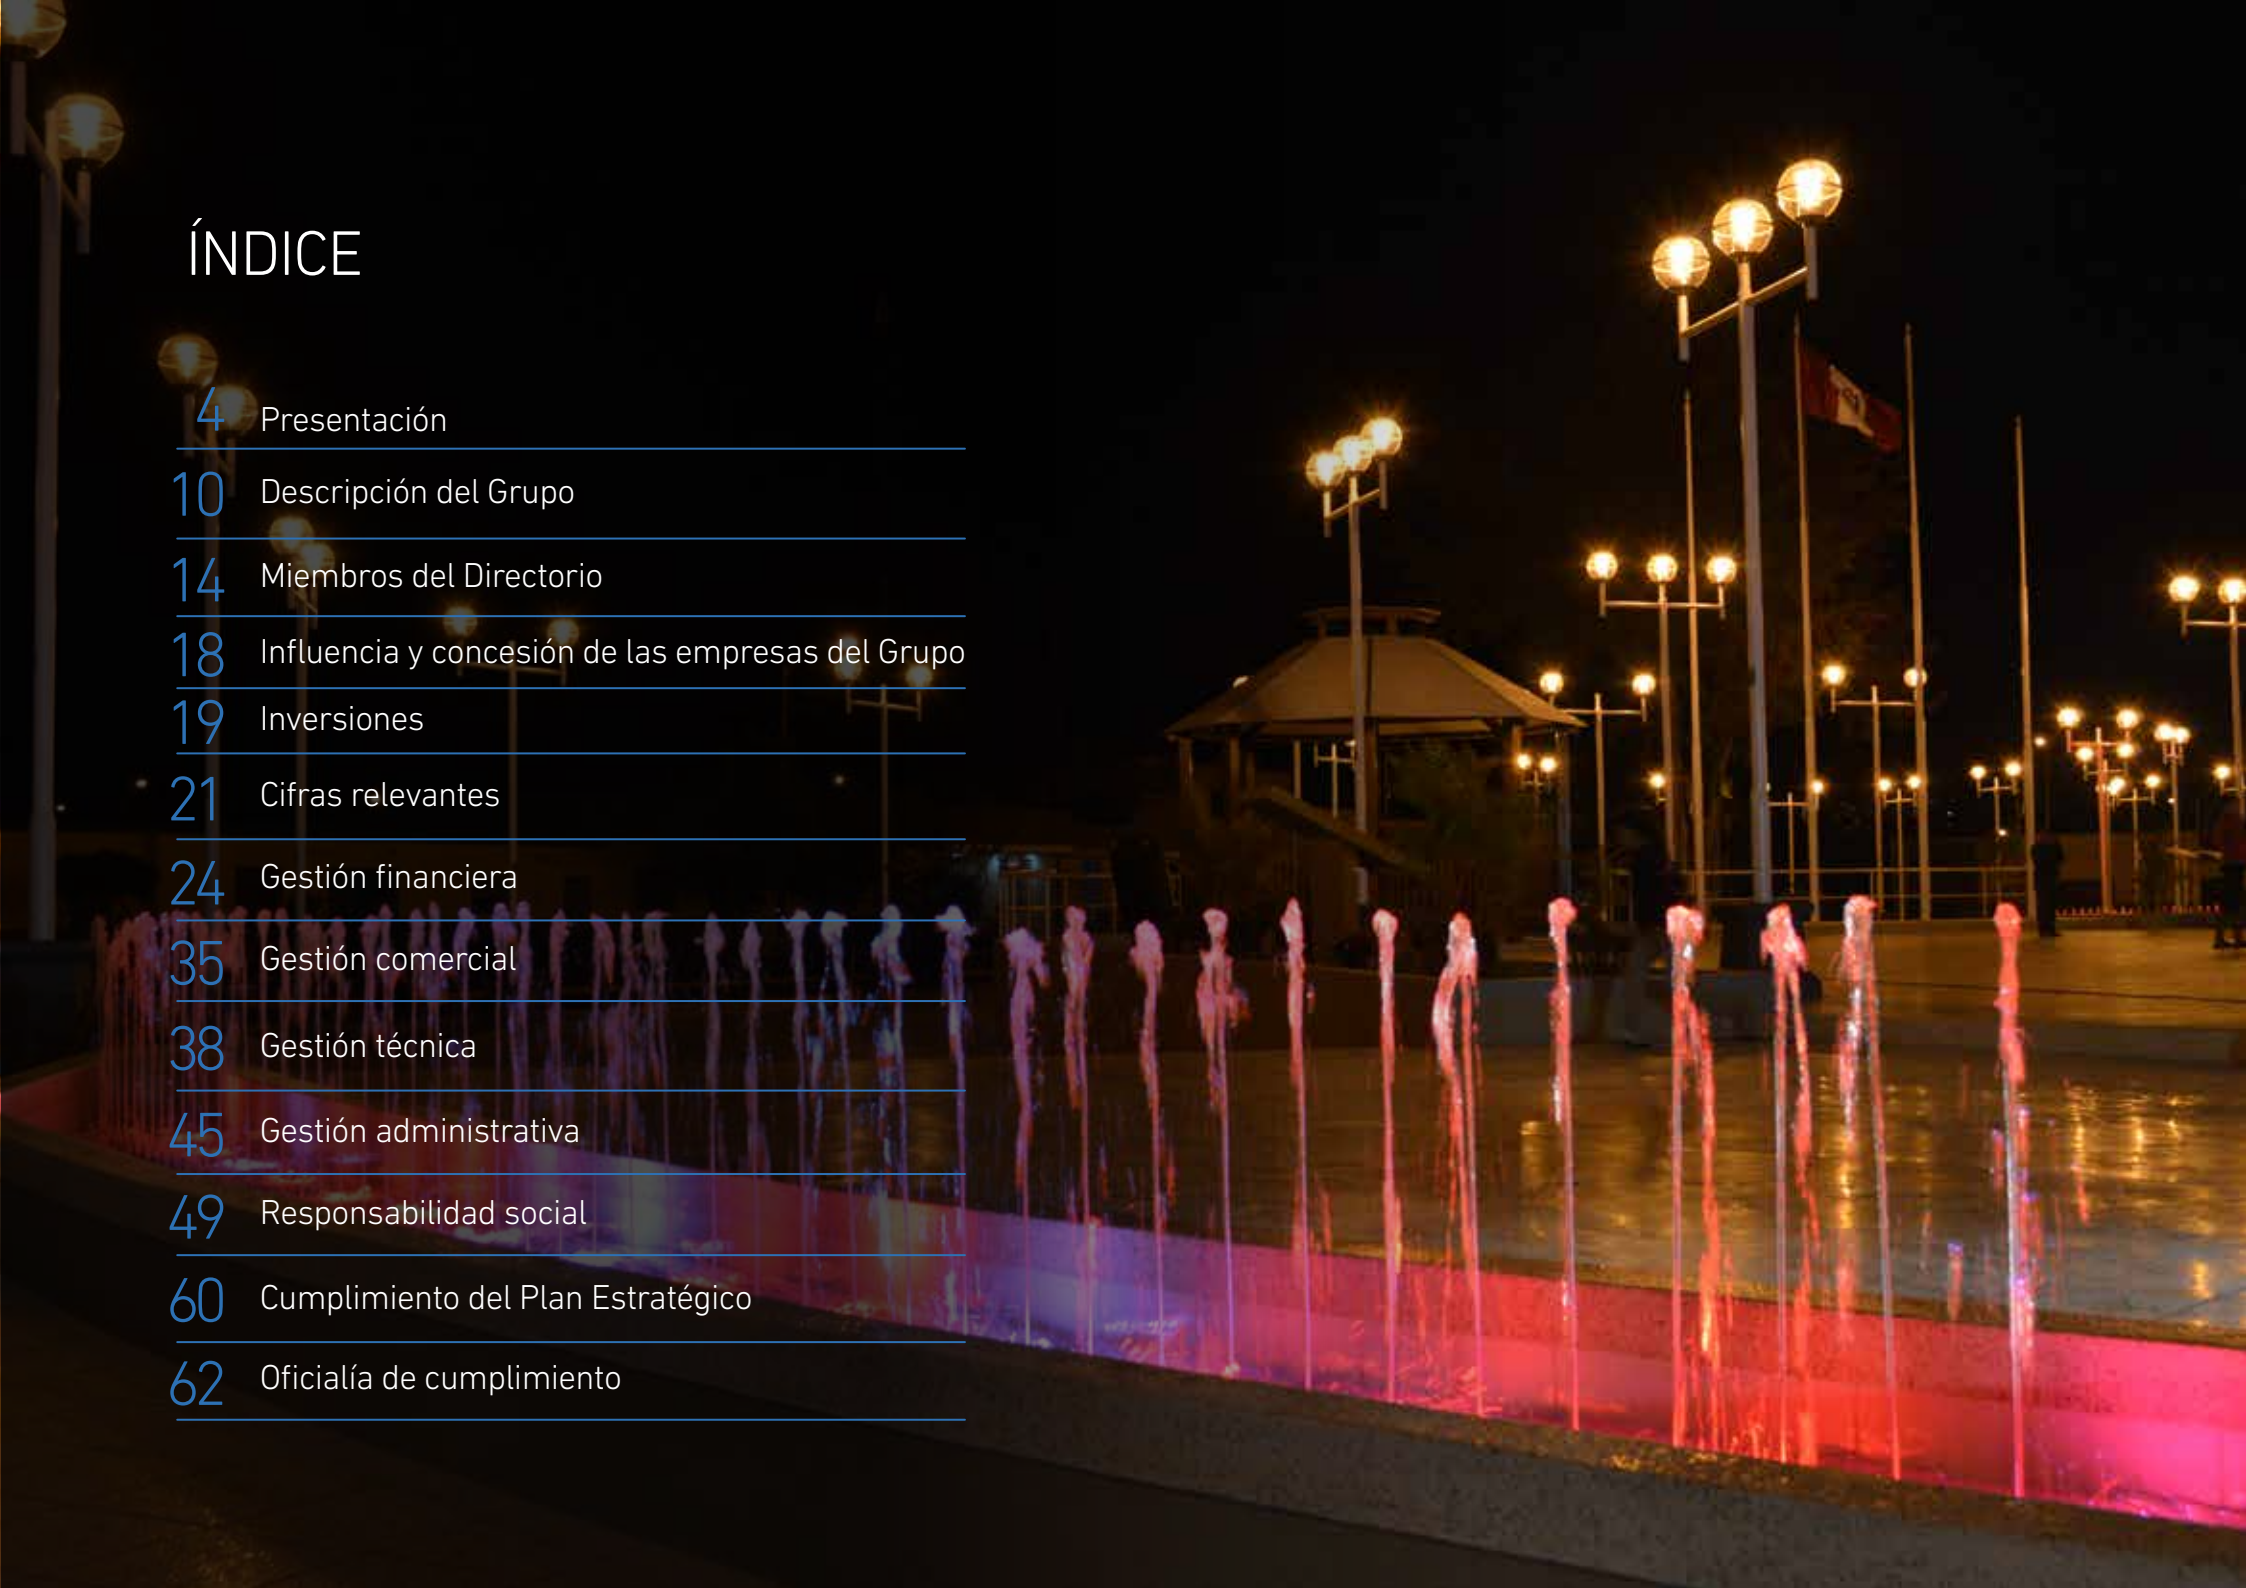 ÍNDICE
4 Presentación
10 Descripción del Grupo
14 Miembros del Directorio
18 Influencia y concesión de las empresas del Grupo
19 Inversiones
21 Cifras relevantes
24 Gestión financiera
35 Gestión comercial
38 Gestión técnica
45 Gestión administrativa
49 Responsabilidad social
60 Cumplimiento del Plan Estratégico
62 Oficialía de cumplimiento